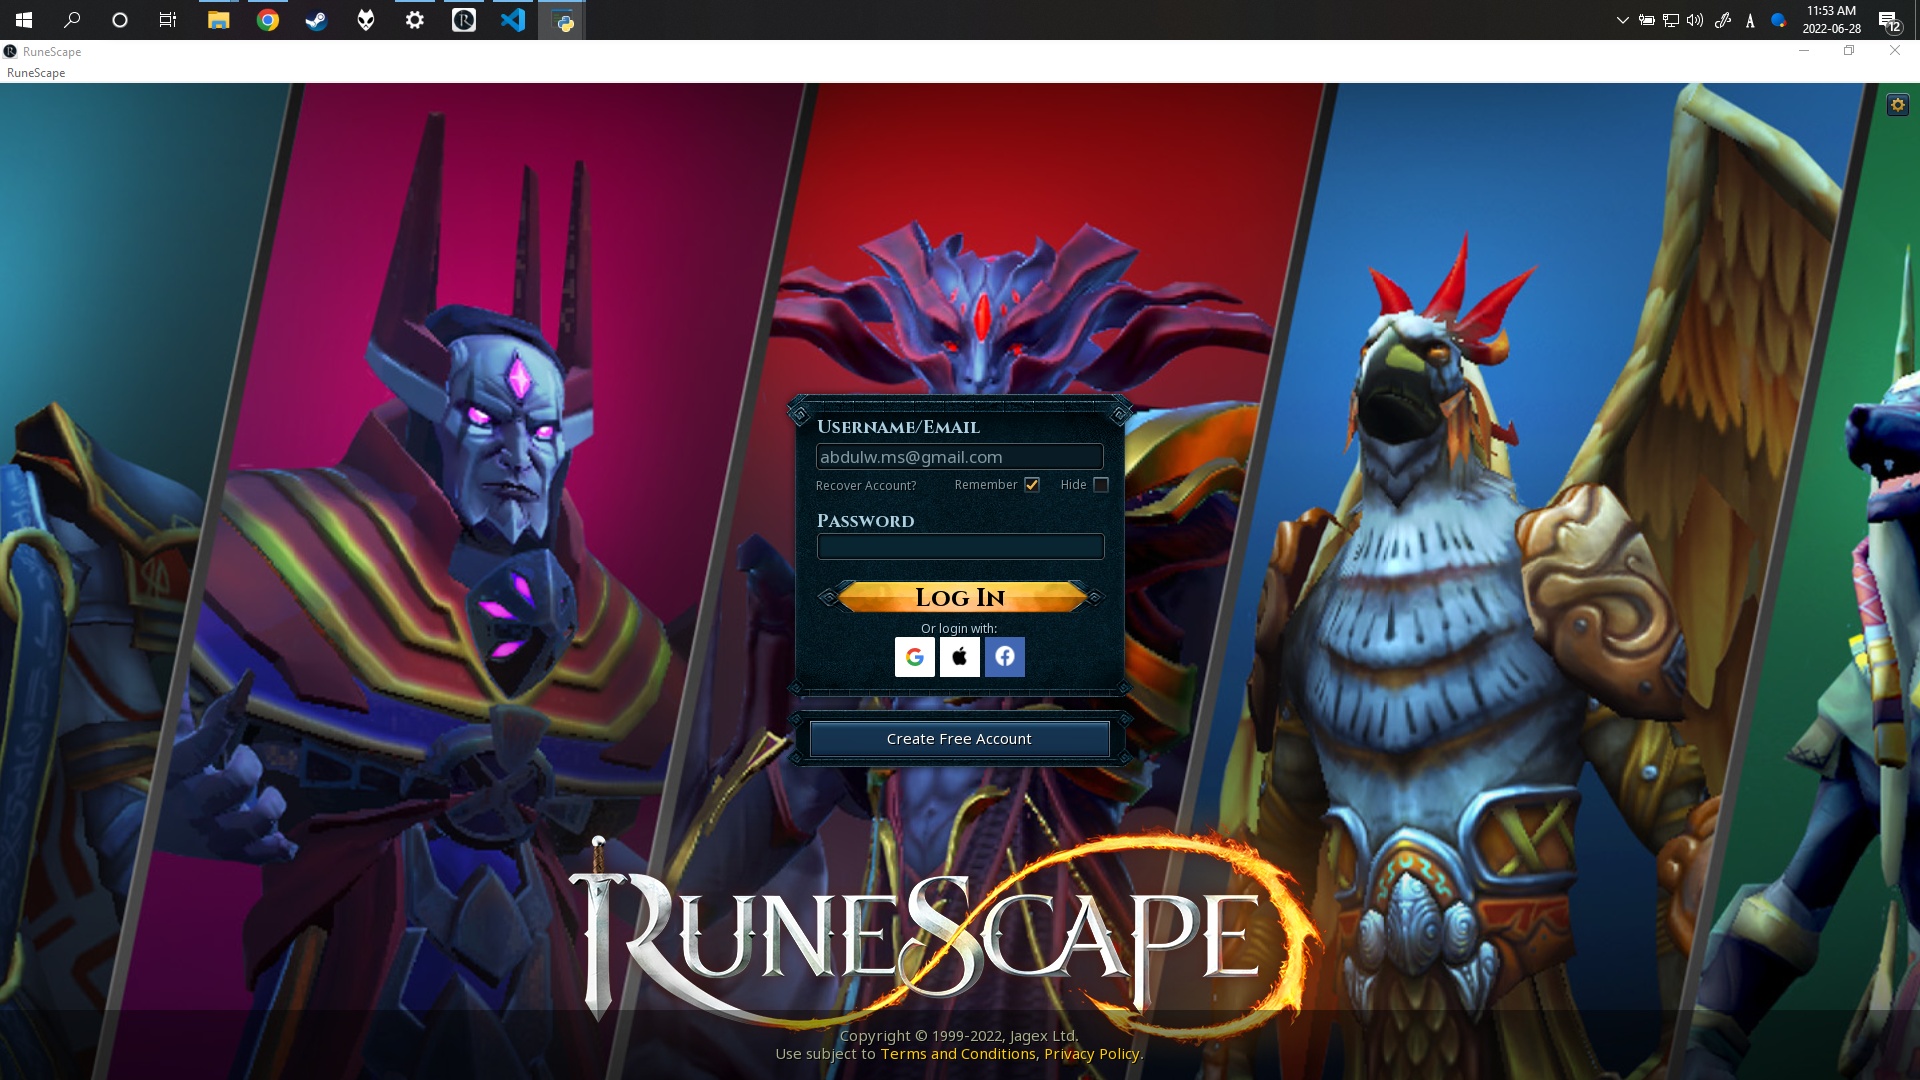 11:53 AM
2022-06-28
12
RuneScape
RuneScape
Username/Email
abdulw.ms@gmail.com
Recover Account? Remember Hide
Password
Log In
Or login with:
Create Free Account
RuneScape
Copyright © 1999-2022, Jagex Ltd.
Use subject to Terms and Conditions, Privacy Policy.